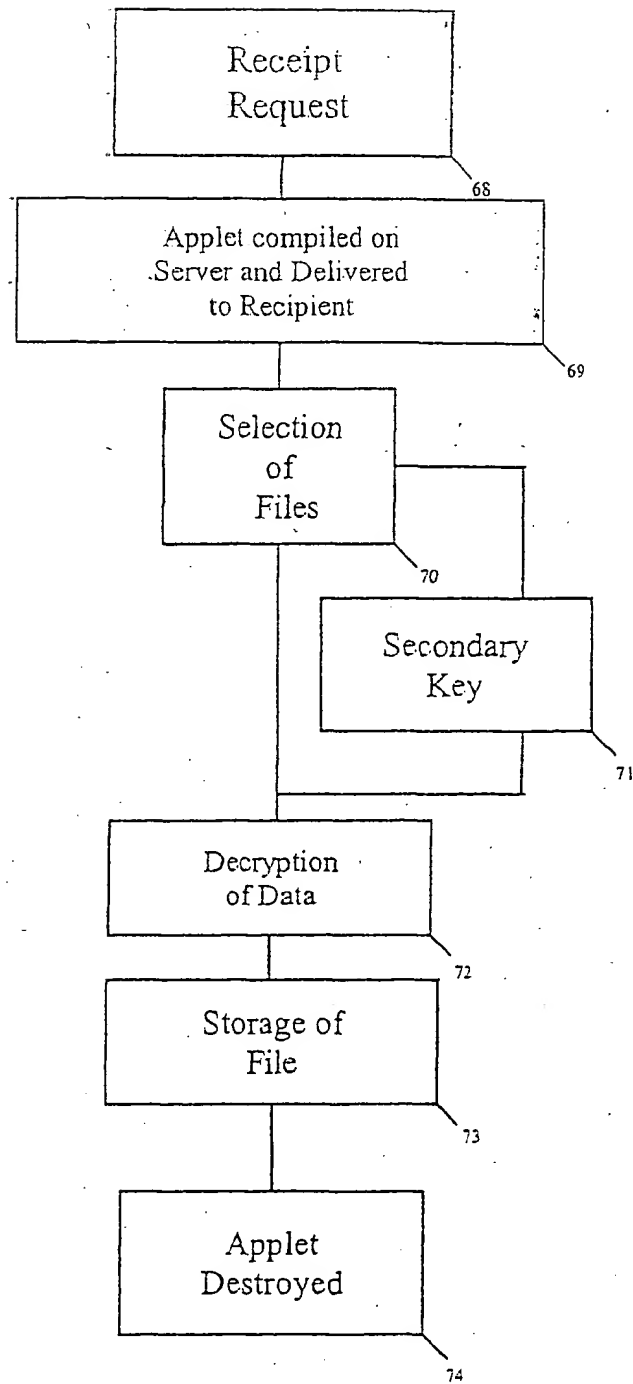 Receipt
Request
68
Applet compiled on
Server and Delivered
to Recipient
69
Selection
of
Files
70
Secondary
Key
71
Decryption
of Data
72
Storage of
File
73
Applet
Destroyed
74